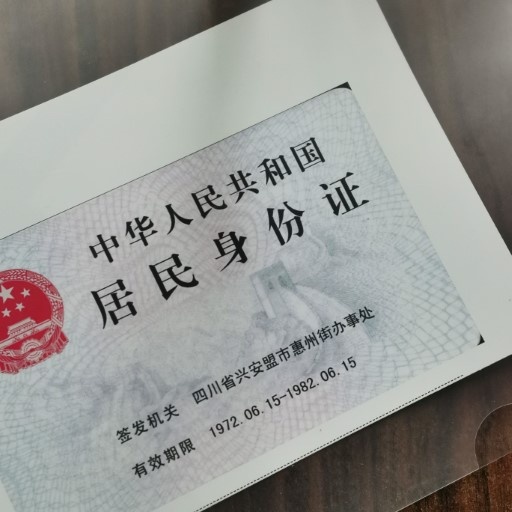 中华人民共和国
居民身份证
签发机关 四川省兴安盟市惠州街办事处
有效期限 1972.06.15-1982.06.15